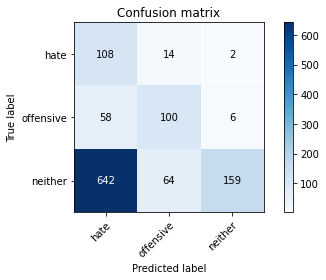 Confusion matrix
hate 108 14 2
offensive 58 100 6
neither 642 64 159
hate offensive neither
True label
Predicted label
600
500
400
300
200
100